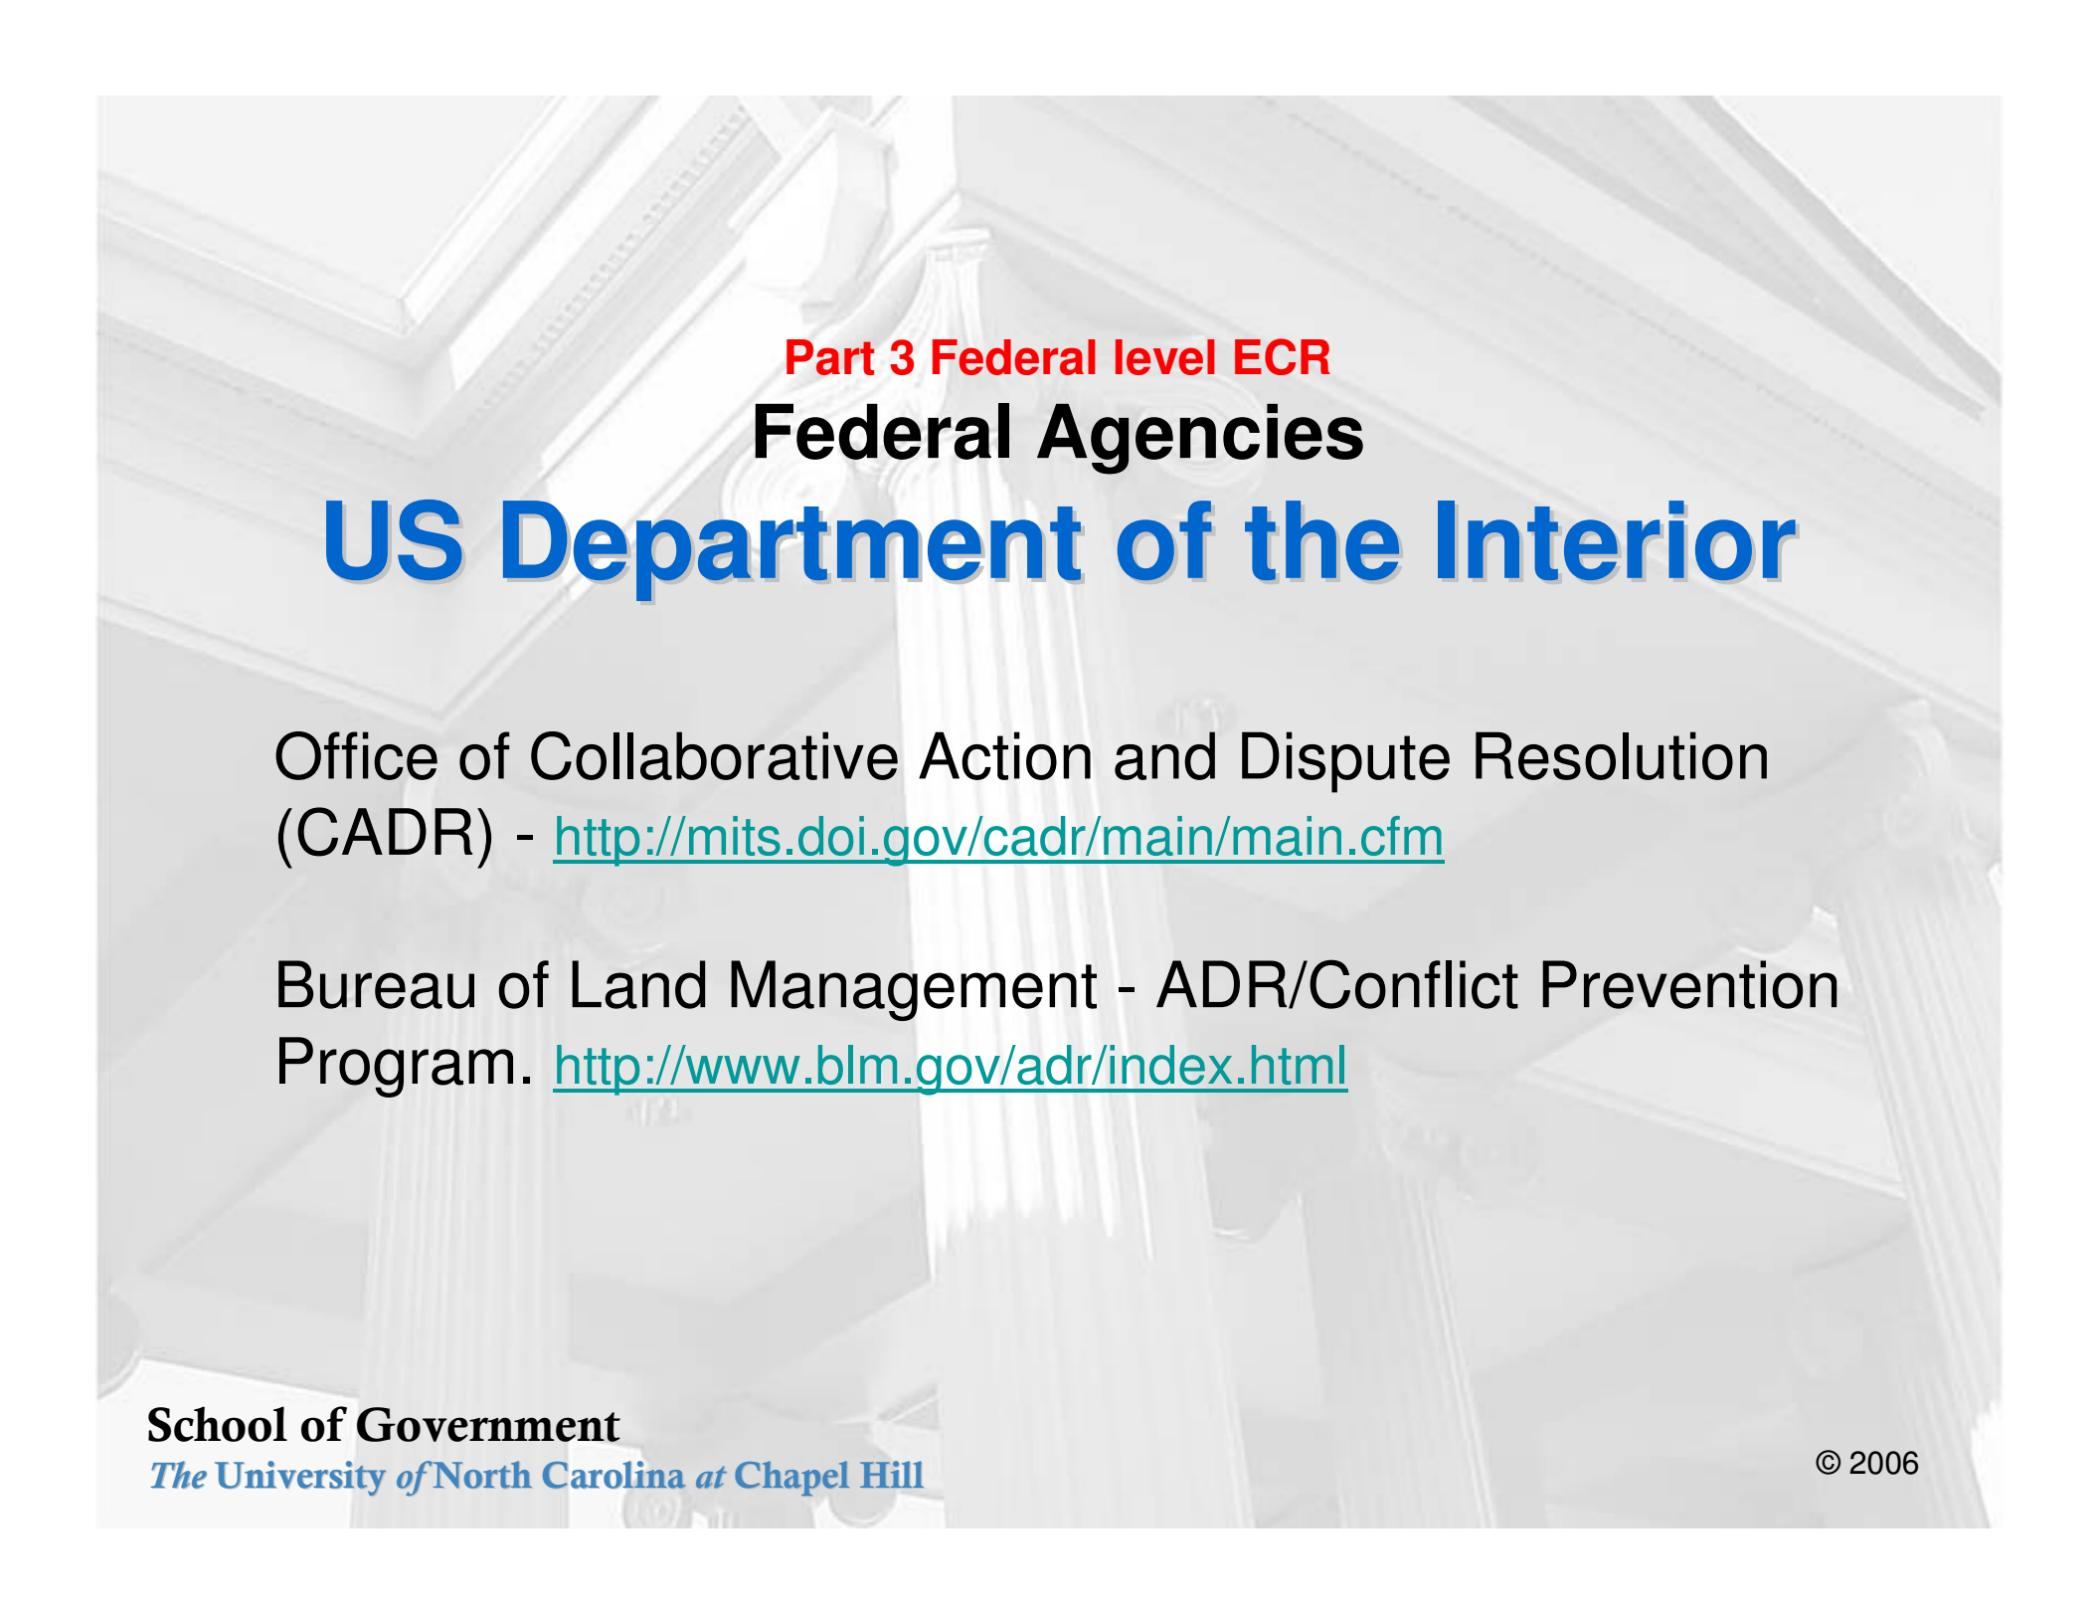 Part 3 Federal level ECR
Federal Agencies
US Department of the Interior
Office of Collaborative Action and Dispute Resolution
(CADR) - http://mits.doi.gov/cadr/main/main.cfm
Bureau of Land Management - ADR/Conflict Prevention
Program. http://www.blm.gov/adr/index.html
School of Government
The University of North Carolina at Chapel Hill
© 2006